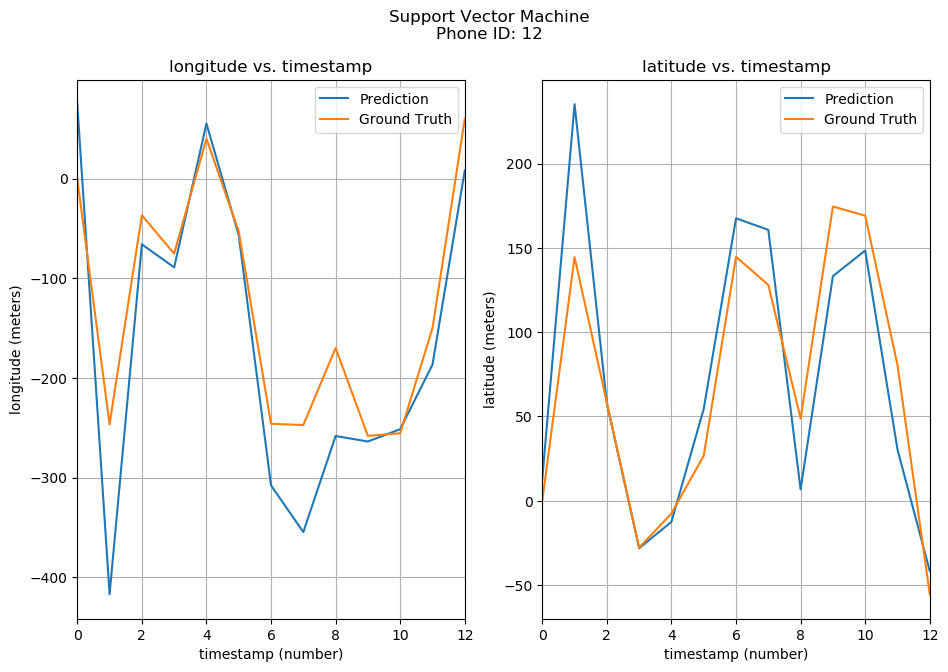 Support Vector Machine
Phone ID: 12
longitude vs. timestamp
Prediction
Ground Truth
0
−100
−200
−300
−400
longitude (meters)
0 2 4 6 8 10 12
timestamp (number)
latitude vs. timestamp
Prediction
Ground Truth
200
150
100
50
0
−50
latitude (meters)
0 2 4 6 8 10 12
timestamp (number)